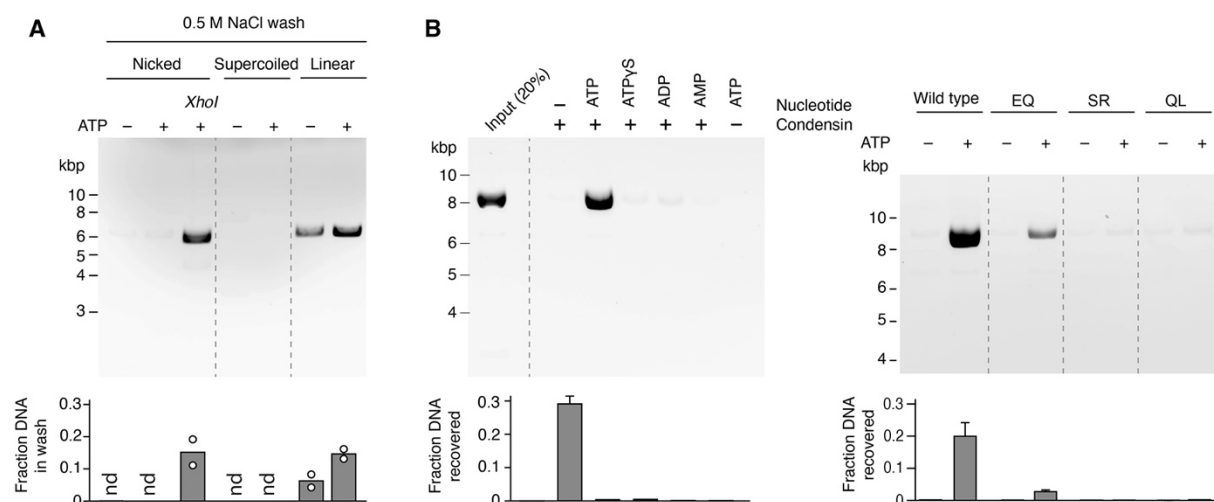 A
0.5 M NaCl wash
Nicked Supercoiled Linear
XhoI
ATP – + + – + – +
kbp
10
8
6
5
4
3
Fraction DNA in wash
0.3
0.2
0.1
0
nd nd nd nd
B
Input (20%) – ATP ATPγS ADP AMP ATP Nucleotide
+ + + + + – Condensin
kbp
10
8
6
5
4
Fraction DNA recovered
0.3
0.2
0.1
0
Wild type EQ SR QL
ATP – + – + – + – +
kbp
10
8
6
5
4
Fraction DNA recovered
0.3
0.2
0.1
0